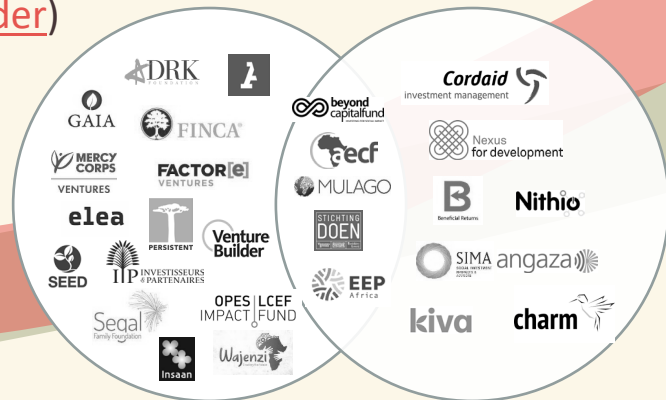 der)
DRK
FOUNDATION
GAIA
FINCA®
MERCY
CORPS
VENTURES
FACTOR[e]
VENTURES
elea
PERSISTENT
Venture
Builder
SEED
IIP INVESTISSEURS
& PARTENAIRES
Segal
Family Foundation
OPES LCEF
IMPACT FUND
Insaan
Wajenzi
beyond
capitalfund
aecf
MULAGO
STICHTING
DOEN
EEP
Africa
Cordaid
investment management
Nexus
for development
B
Beneficial Returns
Nithio
SIMA
angaza
kiva
charm